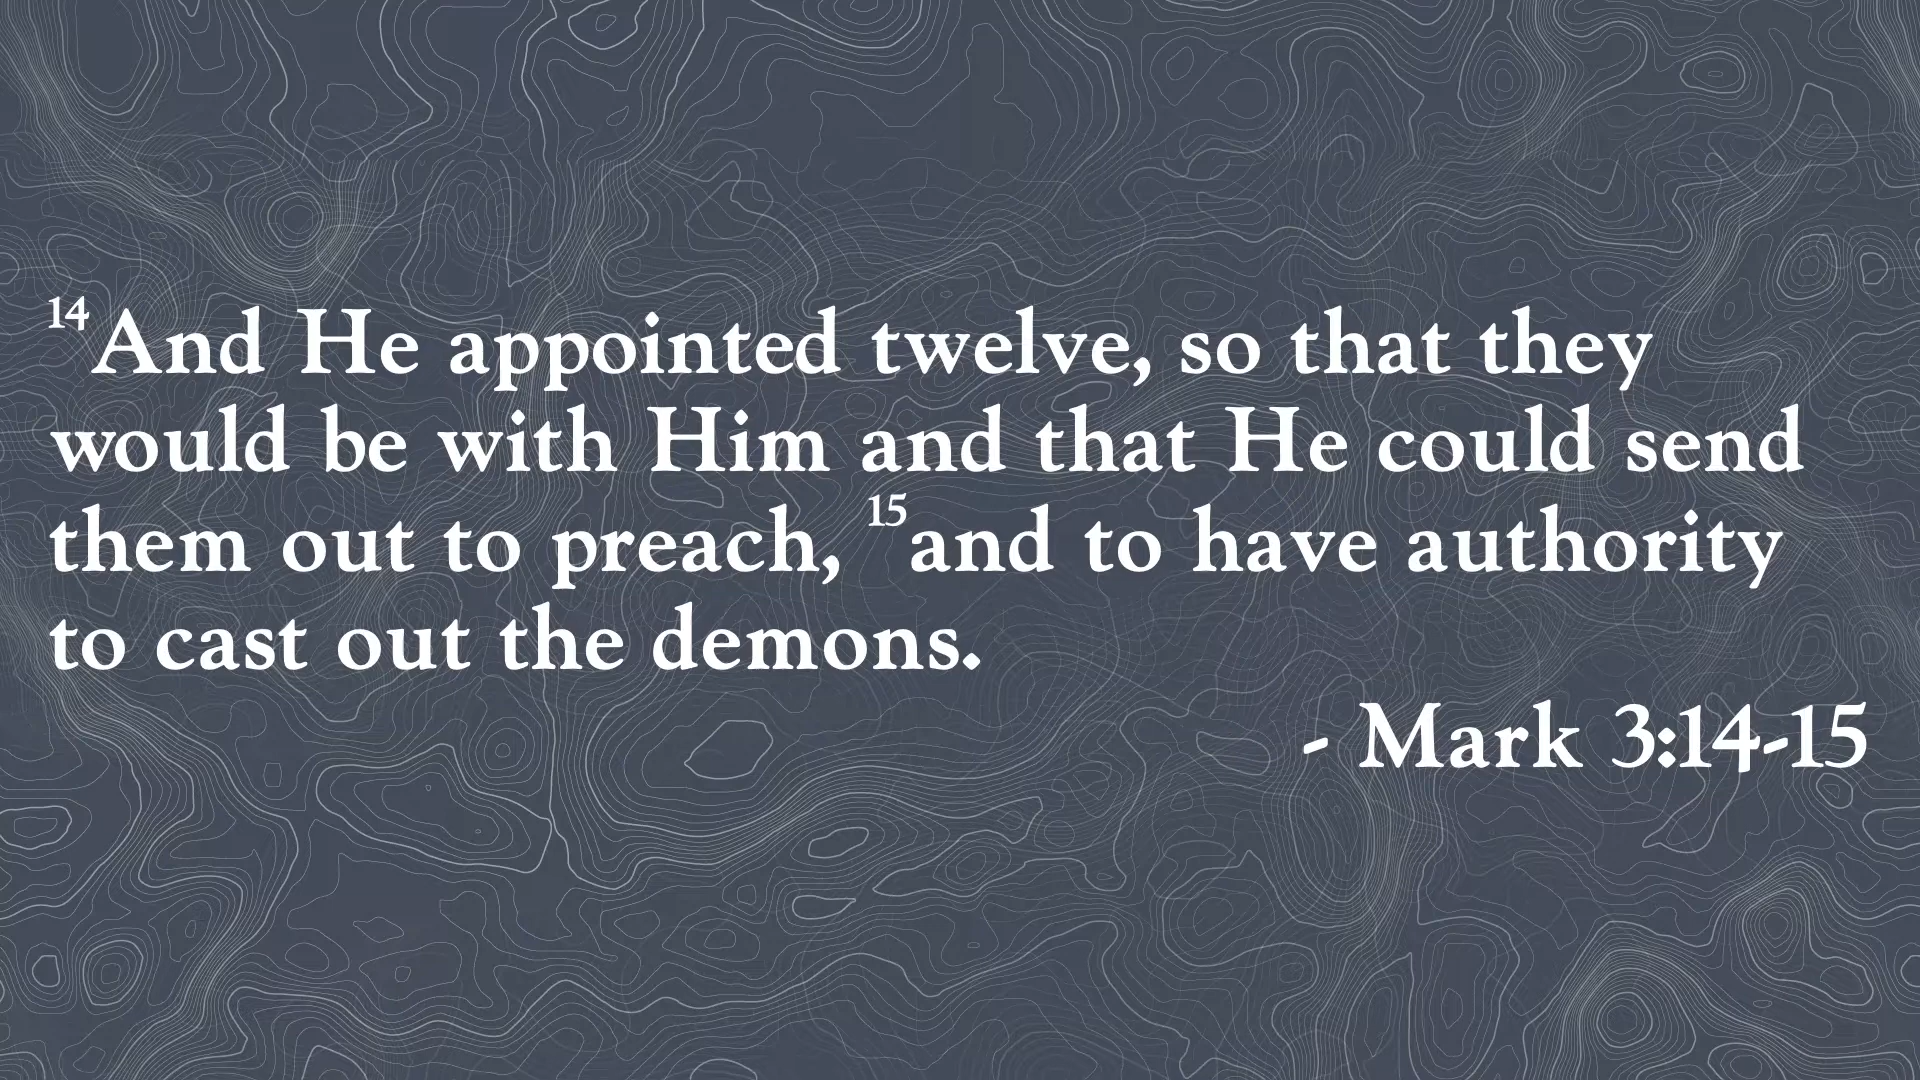 14And He appointed twelve, so that they
would be with Him and that He could send
them out to preach, 15and to have authority
to cast out the demons.
- Mark 3:14-15